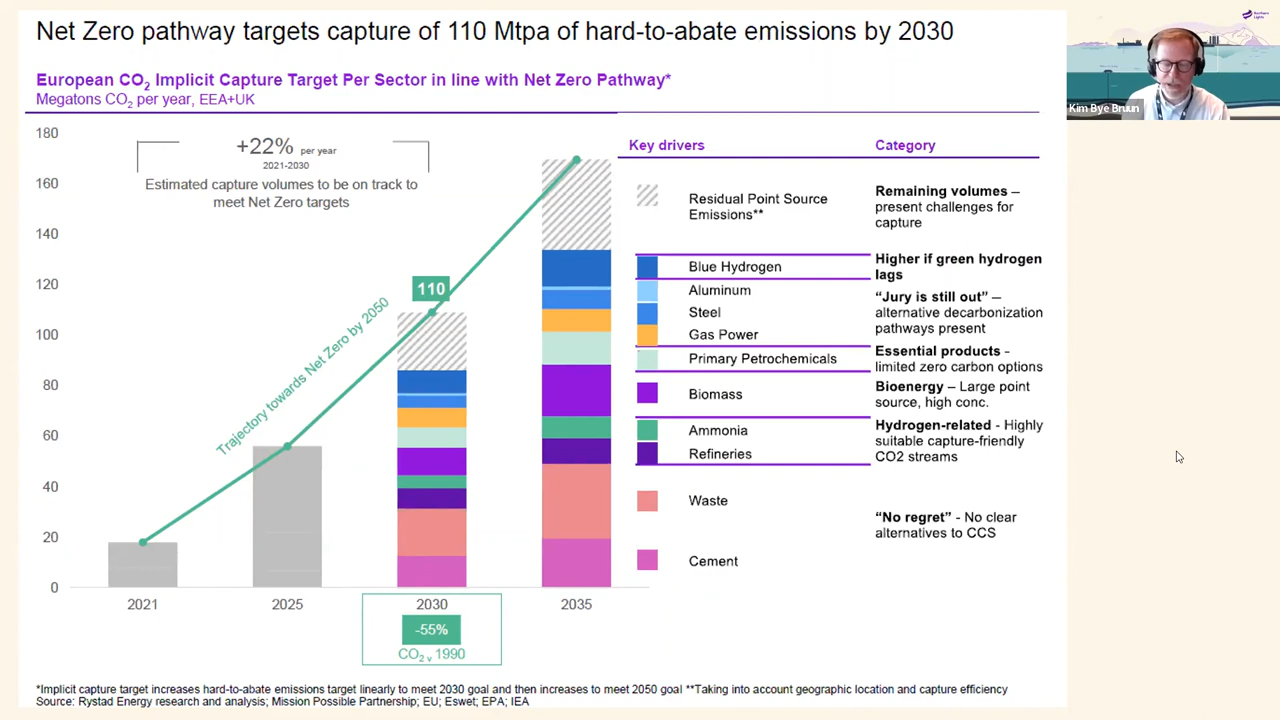 Net Zero pathway targets capture of 110 Mtpa of hard-to-abate emissions by 2030
European CO2 Implicit Capture Target Per Sector in line with Net Zero Pathway*
Megatons CO2 per year, EEA+UK
180
160
140
120
100
80
60
40
20
0
+22% per year
2021-2030
Estimated capture volumes to be on track to
meet Net Zero targets
Trajectory towards Net Zero by 2050
110
2021
2025
2030
2035
-55%
CO2 v 1990
Key drivers
Category
Residual Point Source
Emissions**
Remaining volumes –
present challenges for
capture
Blue Hydrogen
Higher if green hydrogen
lags
Aluminum
Steel
Gas Power
“Jury is still out” –
alternative decarbonization
pathways present
Primary Petrochemicals
Essential products -
limited zero carbon options
Biomass
Bioenergy – Large point
source, high conc.
Ammonia
Refineries
Hydrogen-related - Highly
suitable capture-friendly
CO2 streams
Waste
Cement
“No regret” - No clear
alternatives to CCS
*Implicit capture target increases hard-to-abate emissions target linearly to meet 2030 goal and then increases to meet 2050 goal **Taking into account geographic location and capture efficiency
Source: Rystad Energy research and analysis; Mission Possible Partnership; EU; Eswet; EPA; IEA
Northern
Lights
Kim Bye Bruun